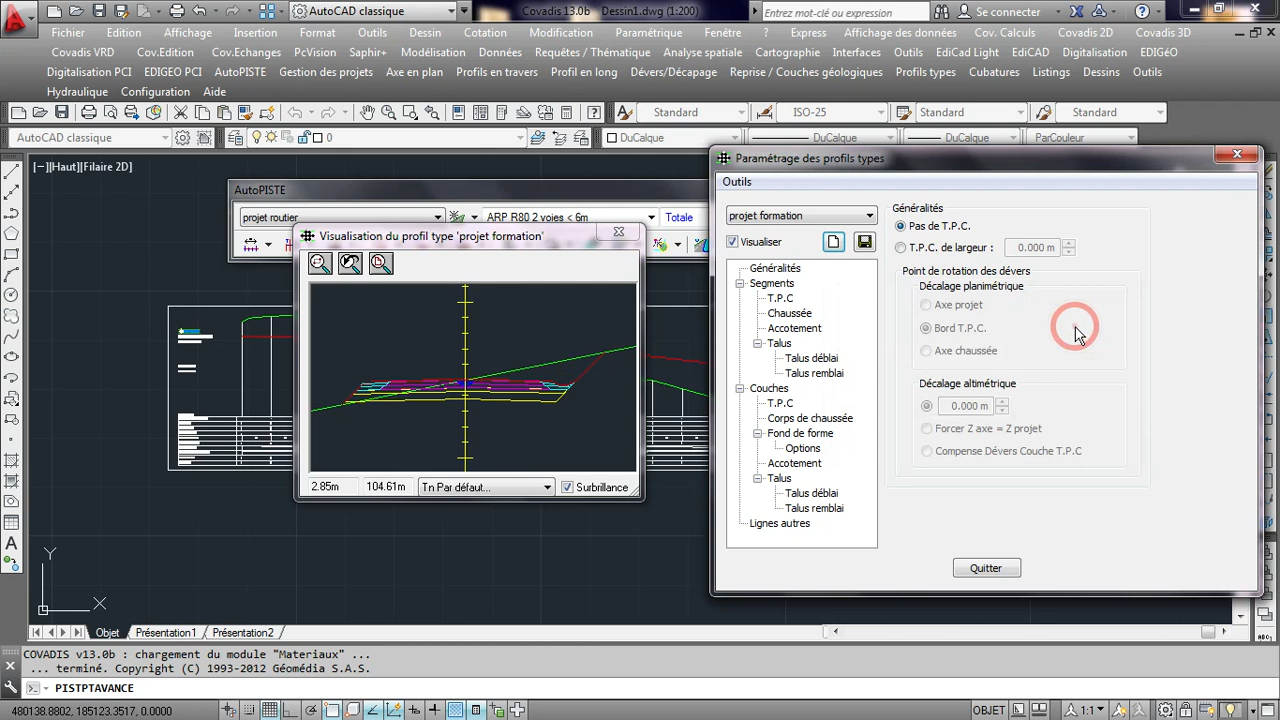 AutoCAD classique
Covadis 13.0b
Dessin1.dwg (1:200)
Entrez mot-clé ou expression
Se connecter
Fichier Edition Affichage Insertion Format Outils Dessin Cotation Modification Paramétrique Fenêtre ? Express Affichage des données Cov. Calculs Covadis 2D Covadis 3D
Covadis VRD Cov.Edition Cov.Echanges PcVision Saphir+ Modélisation Données Requêtes / Thématique Analyse spatiale Cartographie Interfaces Outils EdiCad Light EdiCAD Digitalisation EDIGéO
Digitalistation PCI EDIGEO PCI AutoPISTE Gestion des projets Axe en plan Profils en travers Profil en long Dévers/Décapage Reprise / Couches géologiques Profils types Cubatures Listings Dessins Outils
Hydraulique Configuration Aide
Standard ISO-25 Standard Standard
AutoCAD classique 0 DuCalque DuCalque DuCalque ParCouleur
[−][Haut][Filaire 2D]
AutoPISTE
projet routier ARP R80 2 voies < 6m Totale
Visualisation du profil type 'projet formation'
2.85m 104.61m Tn Par défaut... Surbrillance
Paramétrage des profils types
Outils
projet formation
Visualiser
Généralités
Segments
T.P.C
Chaussée
Accotement
Talus
Talus déblai
Talus remblai
Couches
T.P.C
Corps de chaussée
Fond de forme
Options
Accotement
Talus
Talus déblai
Talus remblai
Lignes autres
Généralités
Pas de T.P.C.
T.P.C. de largeur : 0.000 m
Point de rotation des dévers
Décalage planimétrique
Axe projet
Bord T.P.C.
Axe chaussée
Décalage altimétrique
0.000 m
Forcer Z axe = Z projet
Compense Dévers Couche T.P.C
Quitter
Y
X
Objet Présentation1 Présentation2
COVADIS v13.0b : chargement du module "Materiaux" ...
... terminé. Copyright (C) 1993-2012 Géomédia S.A.S.
PISTPTAVANCE
480138.8802, 185123.3517, 0.0000
OBJET
1:1